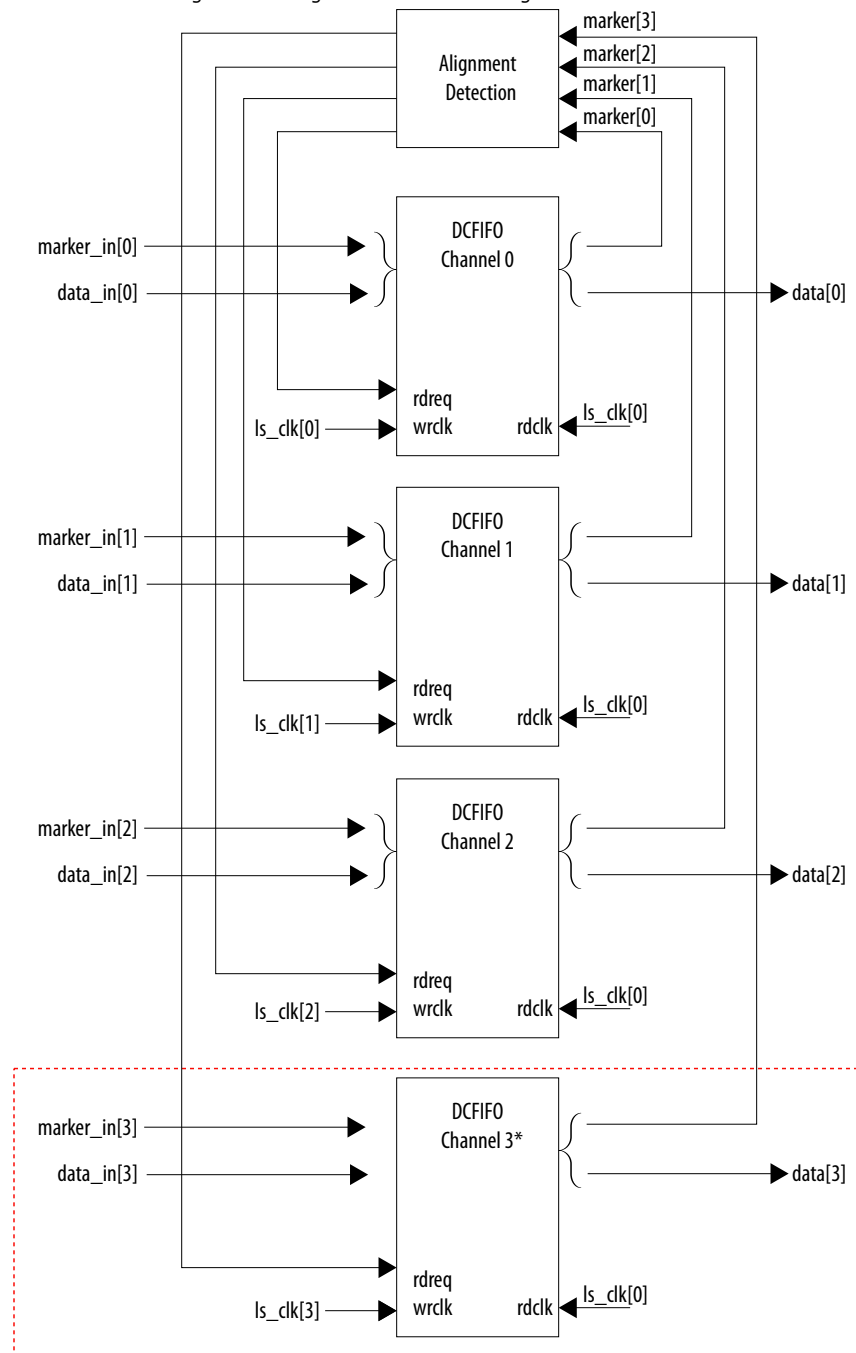 marker[3]
marker[2]
marker[1]
marker[0]
Alignment
Detection
DCFIFO
Channel 0
marker_in[0]
data_in[0]
data[0]
rdreq
ls_clk[0]
wrclk
rdclk
ls_clk[0]
DCFIFO
Channel 1
marker_in[1]
data_in[1]
data[1]
rdreq
ls_clk[1]
wrclk
rdclk
ls_clk[0]
DCFIFO
Channel 2
marker_in[2]
data_in[2]
data[2]
rdreq
ls_clk[2]
wrclk
rdclk
ls_clk[0]
DCFIFO
Channel 3*
marker_in[3]
data_in[3]
data[3]
rdreq
ls_clk[3]
wrclk
rdclk
ls_clk[0]